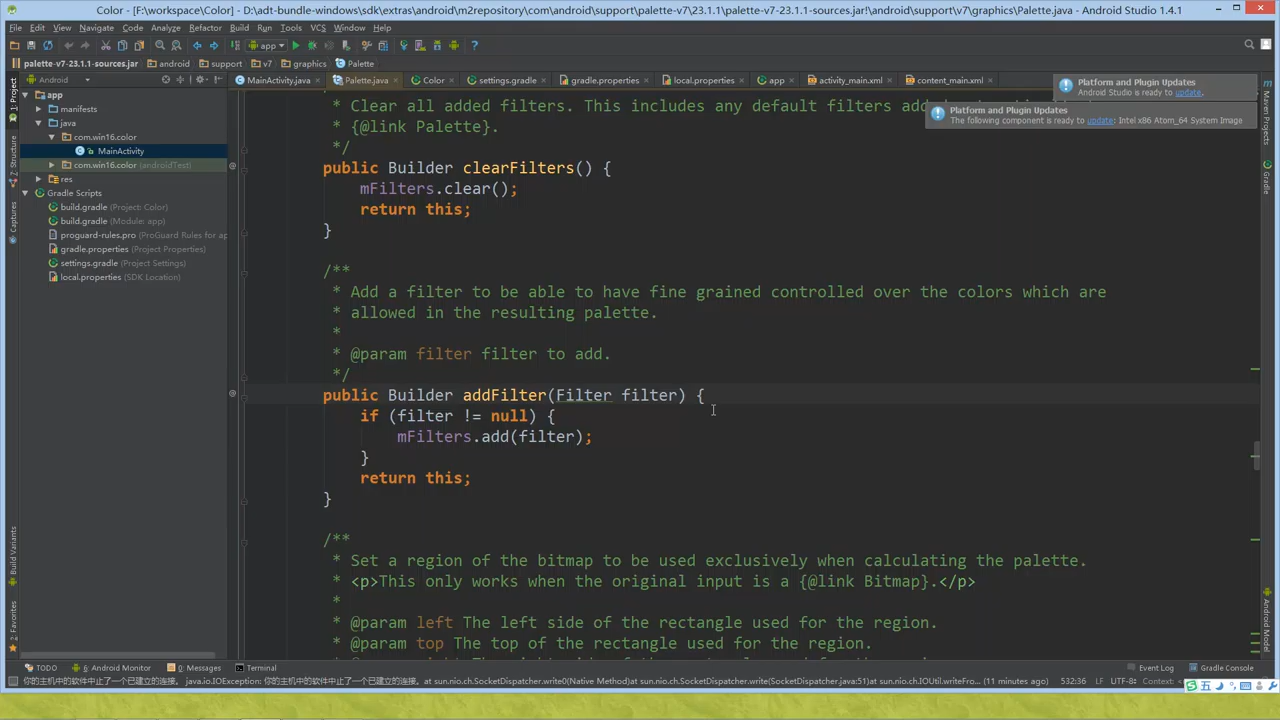 Color - [F:\workspace\Color] - [app] - D:\adt-bundle-windows\sdk\extras\android\m2repository\com\android\support\palette-v7\23.1.1\palette-v7-23.1.1-sources.jar!\android\support\v7\graphics\Palette.java - Android Studio 1.4.1
File Edit View Navigate Code Analyze Refactor Build Run Tools VCS Window Help
app
palette-v7-23.1.1-sources.jar android support v7 graphics Palette
Android
MainActivity.java Palette.java Color settings.gradle gradle.properties local.properties app activity_main.xml content_main.xml
Platform and Plugin Updates
Android Studio is ready to update.
Platform and Plugin Updates
The following component is ready to update: Intel x86 Atom_64 System Image
app
manifests
java
com.win16.color
MainActivity
com.win16.color (androidTest)
res
Gradle Scripts
build.gradle (Project: Color)
build.gradle (Module: app)
proguard-rules.pro (ProGuard Rules for ap
gradle.properties (Project Properties)
settings.gradle (Project Settings)
local.properties (SDK Location)
1: Project
Z: Structure
Captures
Build Variants
2: Favorites
Maven Projects
Gradle
Android Model
* Clear all added filters. This includes any default filters add
* {@link Palette}.
*/
public Builder clearFilters() {
mFilters.clear();
return this;
}
/**
* Add a filter to be able to have fine grained controlled over the colors which are
* allowed in the resulting palette.
*
* @param filter filter to add.
*/
public Builder addFilter(Filter filter) {
if (filter != null) {
mFilters.add(filter);
}
return this;
}
/**
* Set a region of the bitmap to be used exclusively when calculating the palette.
* <p>This only works when the original input is a {@link Bitmap}.</p>
*
* @param left The left side of the rectangle used for the region.
* @param top The top of the rectangle used for the region.
TODO 6: Android Monitor 0: Messages Terminal Event Log Gradle Console
你的主机中的软件中止了一个已建立的连接。 java.io.IOException: 你的主机中的软件中止了一个已建立的连接。 at sun.nio.ch.SocketDispatcher.write0(Native Method)at sun.nio.ch.SocketDispatcher.write(SocketDispatcher.java:51)at sun.nio.ch.IOUtil.writeFro... (11 minutes ago) 532:36 LF UTF-8 Context:
五